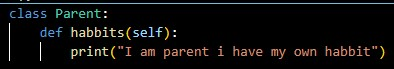 class Parent:
    def habbits(self):
        print("I am parent i have my own habbit")